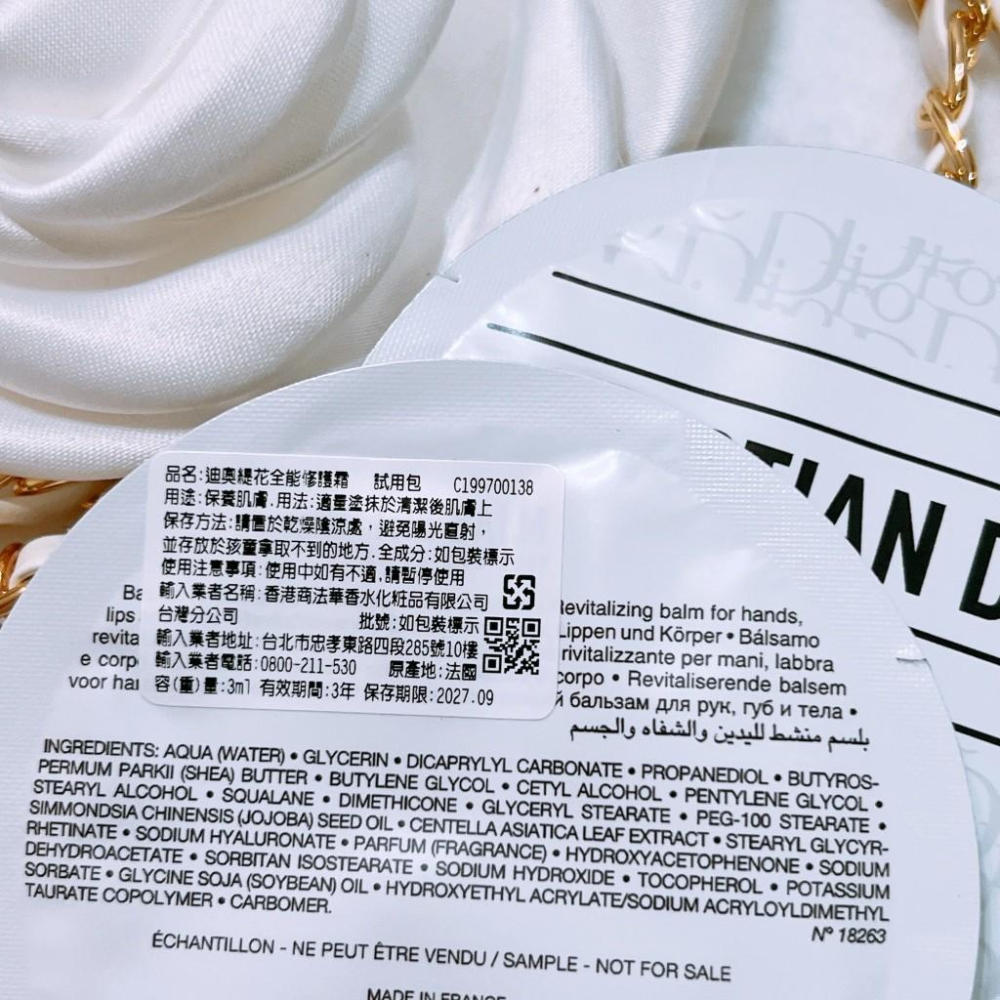 TIAN D
品名:迪奧緹花全能修護霜 試用包 C199700138
用途:保養肌膚.用法:適量塗抹於清潔後肌膚上
保存方法:請置於乾燥陰涼處,避免陽光直射,
並存放於孩童拿取不到的地方.全成分:如包裝標示
使用注意事項:使用中如有不適,請暫停使用
輸入業者名稱:香港商法華香水化粧品有限公司
台灣分公司 批號:如包裝標示
輸入業者地址:台北市忠孝東路四段285號10樓
輸入業者電話:0800-211-530 原產地:法國
容(重)量:3ml 有效期間:3年 保存期限:2027.09
Revitalizing balm for hands,
lips Lippen und Körper • Bálsamo
revita rivitalizzante per mani, labbra
e corp corpo • Revitaliserende balsem
voor har й бальзам для рук, губ и тела •
بلسم منشط لليدين والشفاه والجسم
INGREDIENTS: AQUA (WATER) • GLYCERIN • DICAPRYLYL CARBONATE • PROPANEDIOL • BUTYROS-
PERMUM PARKII (SHEA) BUTTER • BUTYLENE GLYCOL • CETYL ALCOHOL • PENTYLENE GLYCOL •
STEARYL ALCOHOL • SQUALANE • DIMETHICONE • GLYCERYL STEARATE • PEG-100 STEARATE •
SIMMONDSIA CHINENSIS (JOJOBA) SEED OIL • CENTELLA ASIATICA LEAF EXTRACT • STEARYL GLYCYR-
RHETINATE • SODIUM HYALURONATE • PARFUM (FRAGRANCE) • HYDROXYACETOPHENONE • SODIUM
DEHYDROACETATE • SORBITAN ISOSTEARATE • SODIUM HYDROXIDE • TOCOPHEROL • POTASSIUM
SORBATE • GLYCINE SOJA (SOYBEAN) OIL • HYDROXYETHYL ACRYLATE/SODIUM ACRYLOYLDIMETHYL
TAURATE COPOLYMER • CARBOMER.
N° 18263
ÉCHANTILLON - NE PEUT ÊTRE VENDU / SAMPLE - NOT FOR SALE
MADE IN FRANCE